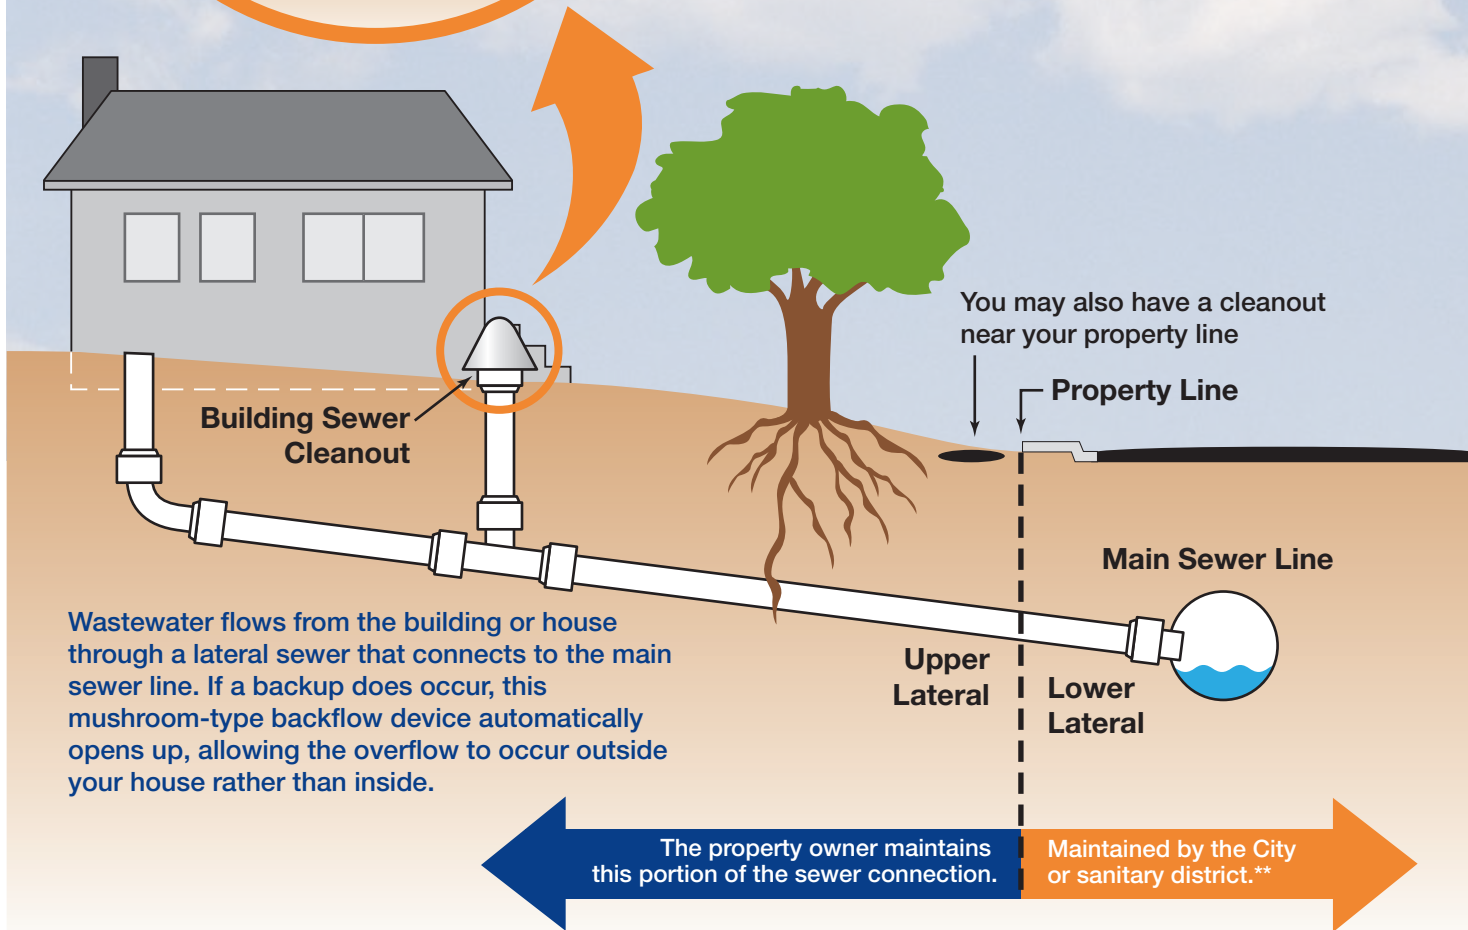 You may also have a cleanout
near your property line
Property Line
Building Sewer
Cleanout
Main Sewer Line
Wastewater flows from the building or house
through a lateral sewer that connects to the main
sewer line. If a backup does occur, this
mushroom-type backflow device automatically
opens up, allowing the overflow to occur outside
your house rather than inside.
Upper
Lateral
Lower
Lateral
The property owner maintains
this portion of the sewer connection.
Maintained by the City
or sanitary district.**